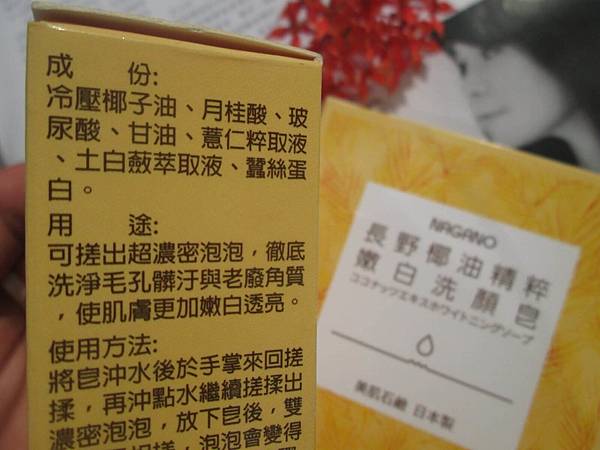 成　份:
冷壓椰子油、月桂酸、玻
尿酸、甘油、薏仁粹取液
、土白蘞萃取液、蠶絲蛋
白。
用　途:
可搓出超濃密泡泡，徹底
洗淨毛孔髒汙與老廢角質
，使肌膚更加嫩白透亮。
使用方法:
將皂沖水後於手掌來回搓
揉，再沖點水繼續搓揉出
濃密泡泡，放下皂後，雙
泡泡會變得
NAGANO
長野椰油精粹
嫩白洗顏皂
ココナッツエキスホワイトニングソープ
美肌石鹼 日本製